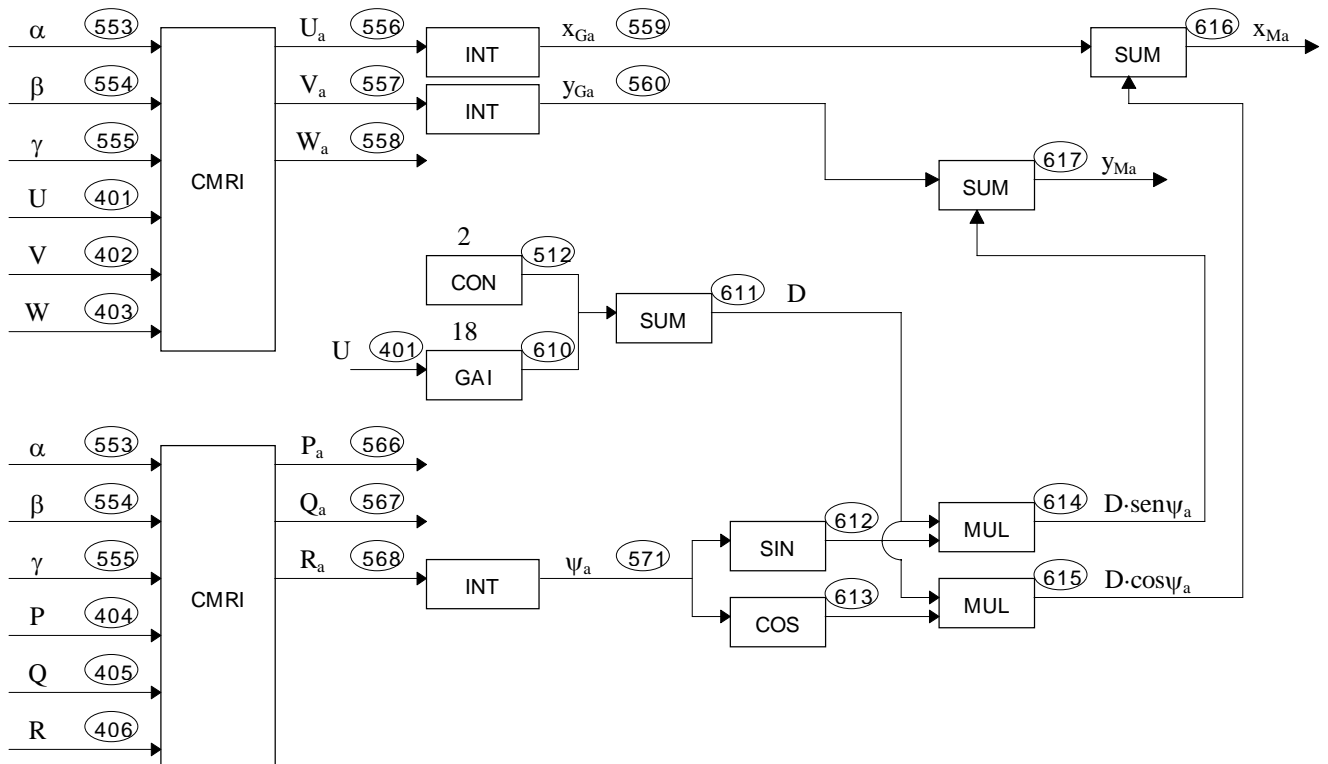 α 553 U_a 556 x_Ga 559 616 x_Ma
INT SUM
β 554 V_a 557 y_Ga 560
INT
γ 555 W_a 558 617 y_Ma
CMRI SUM
U 401
V 402 2 512
CON 611 D
W 403 SUM
18
U 401 610
GAI
α 553 P_a 566
β 554 Q_a 567 612 614 D·senψ_a
SIN MUL
γ 555 R_a 568 ψ_a 571
INT 613 615 D·cosψ_a
CMRI COS MUL
P 404
Q 405
R 406